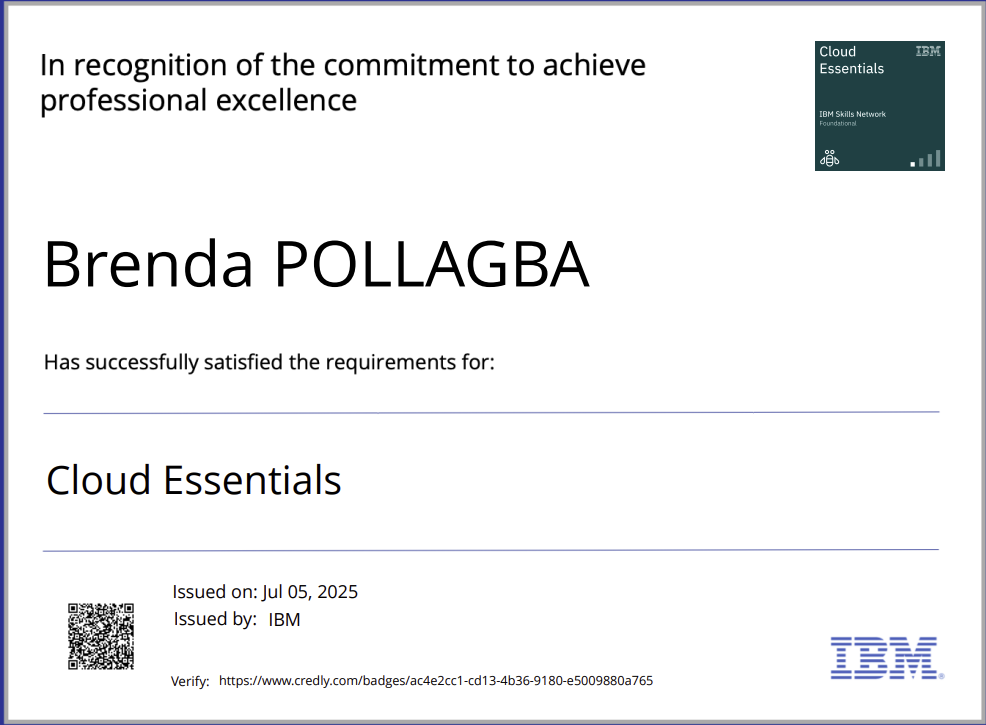 In recognition of the commitment to achieve
professional excellence
Cloud
Essentials
IBM
IBM Skills Network
Foundational
Brenda POLLAGBA
Has successfully satisfied the requirements for:
Cloud Essentials
Issued on: Jul 05, 2025
Issued by: IBM
Verify: https://www.credly.com/badges/ac4e2cc1-cd13-4b36-9180-e5009880a765
IBM®